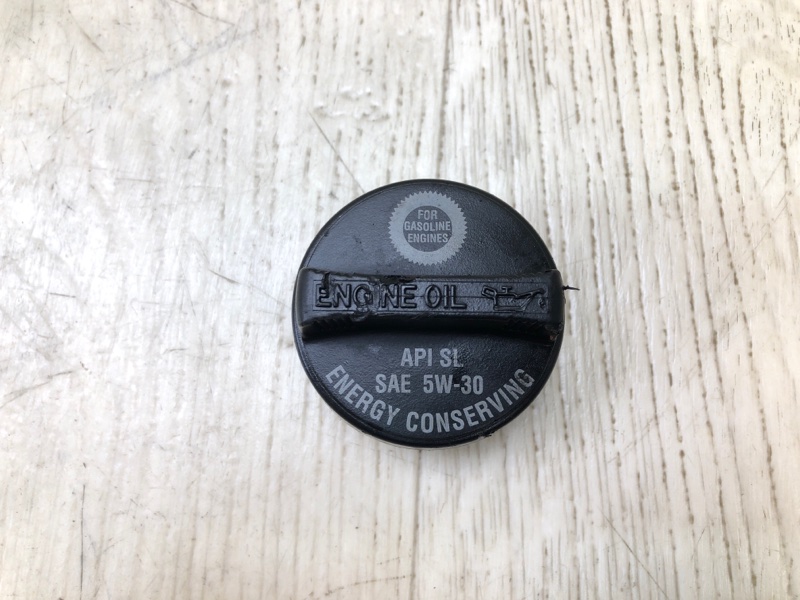 FOR
GASOLINE
ENGINES
ENGINE OIL
API SL
SAE 5W-30
ENERGY CONSERVING